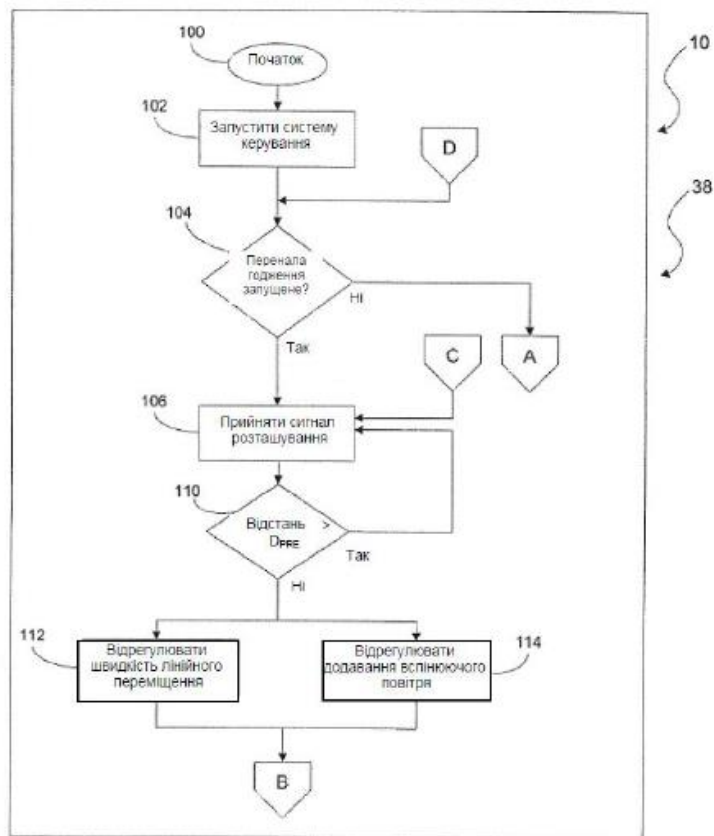 100
Початок
10
102
Запустити систему
керування
D
38
104
Перенала
годження
запущене?
Ні
Так
C
A
106
Прийняти сигнал
розташування
110
Відстань >
DPRE
Так
Ні
112
Відрегулювати
швидкість лінійного
переміщення
Відрегулювати
додавання вспінюючого
повітря
114
B